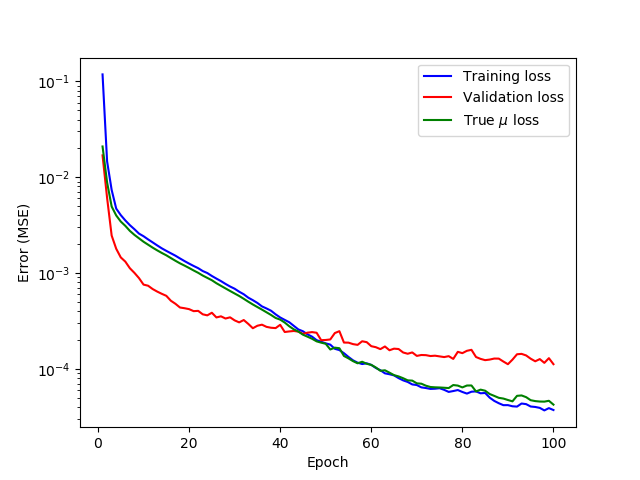 Training loss
Validation loss
True μ loss
10⁻¹
10⁻²
10⁻³
10⁻⁴
Error (MSE)
0 20 40 60 80 100
Epoch